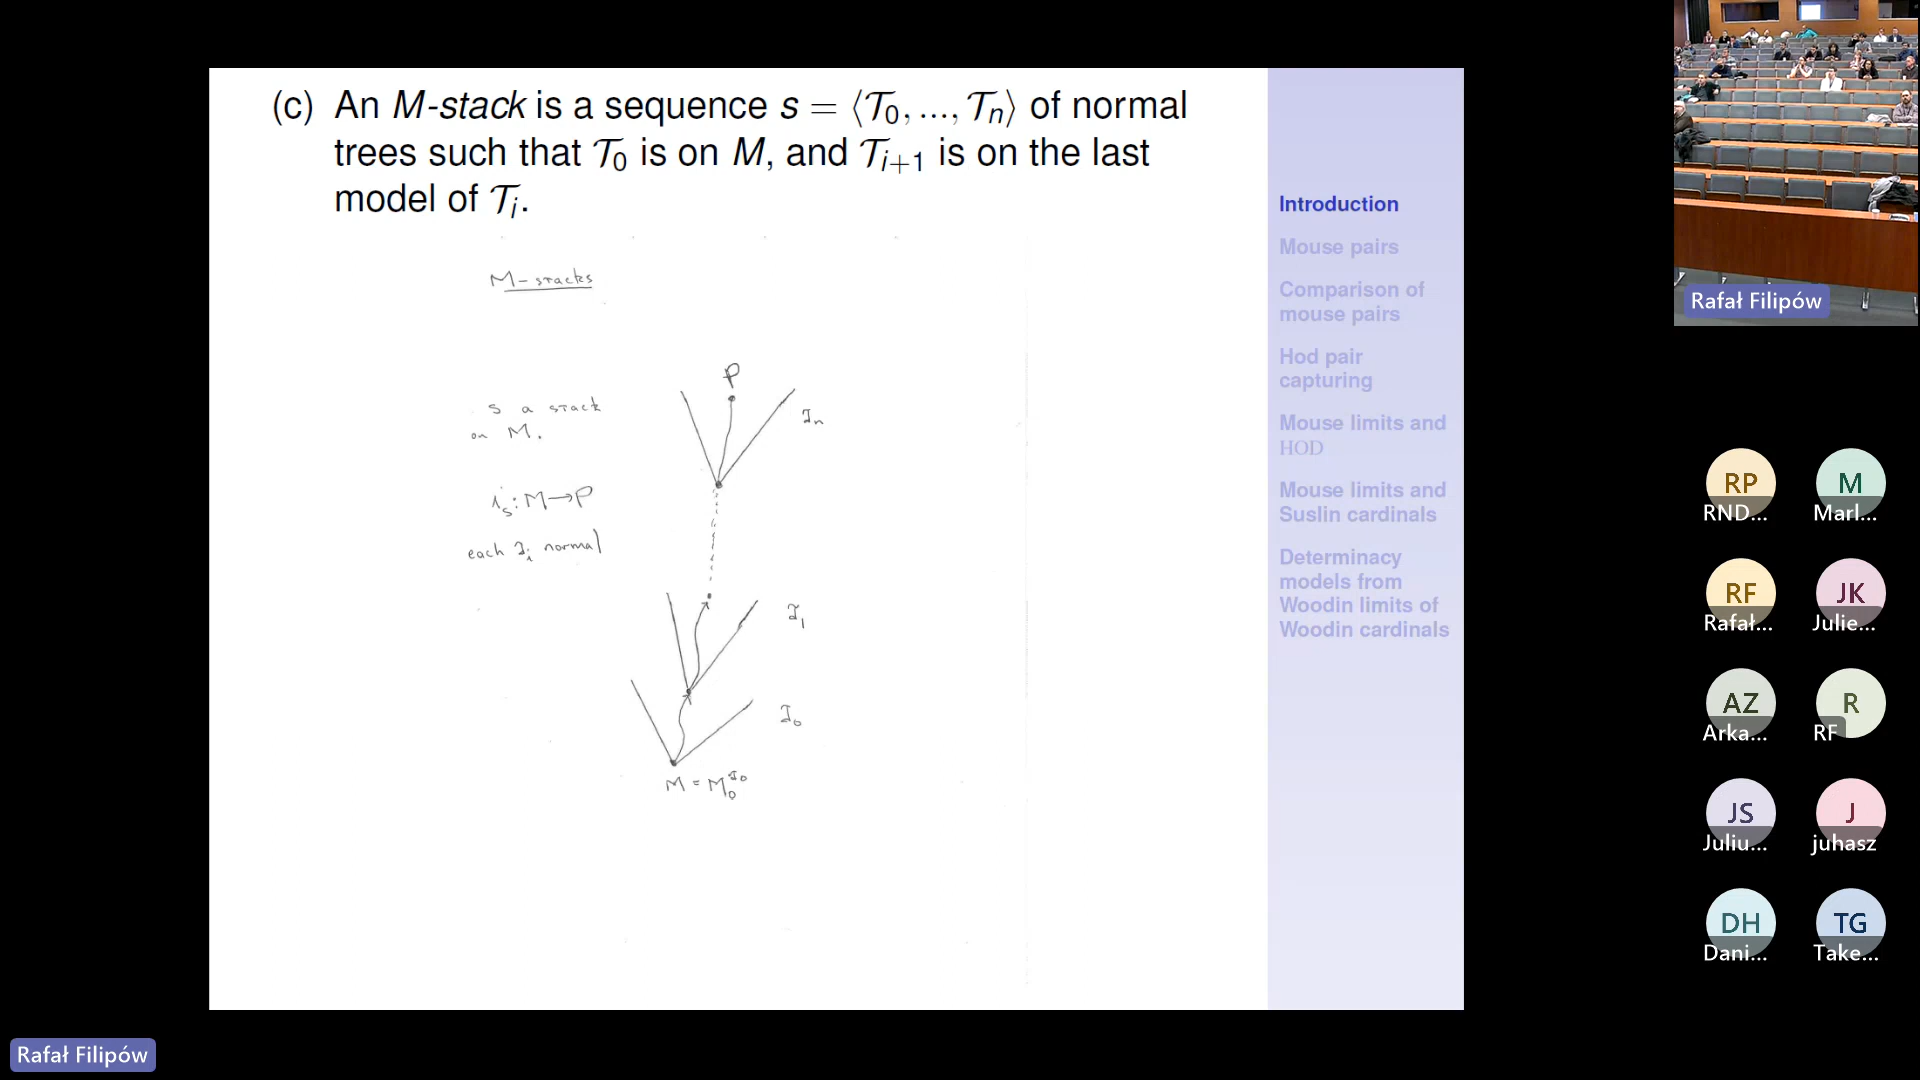 (c) An M-stack is a sequence s = ⟨𝒯₀, ..., 𝒯ₙ⟩ of normal
trees such that 𝒯₀ is on M, and 𝒯ᵢ₊₁ is on the last
model of 𝒯ᵢ.
M-stacks
P
s a stack
on M.
𝒯ₙ
iₛ: M → P
each 𝒯ᵢ normal
𝒯₁
𝒯₀
M = M₀^𝒯₀
Introduction
Mouse pairs
Comparison of
mouse pairs
Hod pair
capturing
Mouse limits and
HOD
Mouse limits and
Suslin cardinals
Determinacy
models from
Woodin limits of
Woodin cardinals
Rafał Filipów
RP
RND...
M
Marl...
RF
Rafał...
JK
Julie...
AZ
Arka...
R
RF
JS
Juliu...
J
juhasz
DH
Dani...
TG
Take...
Rafał Filipów